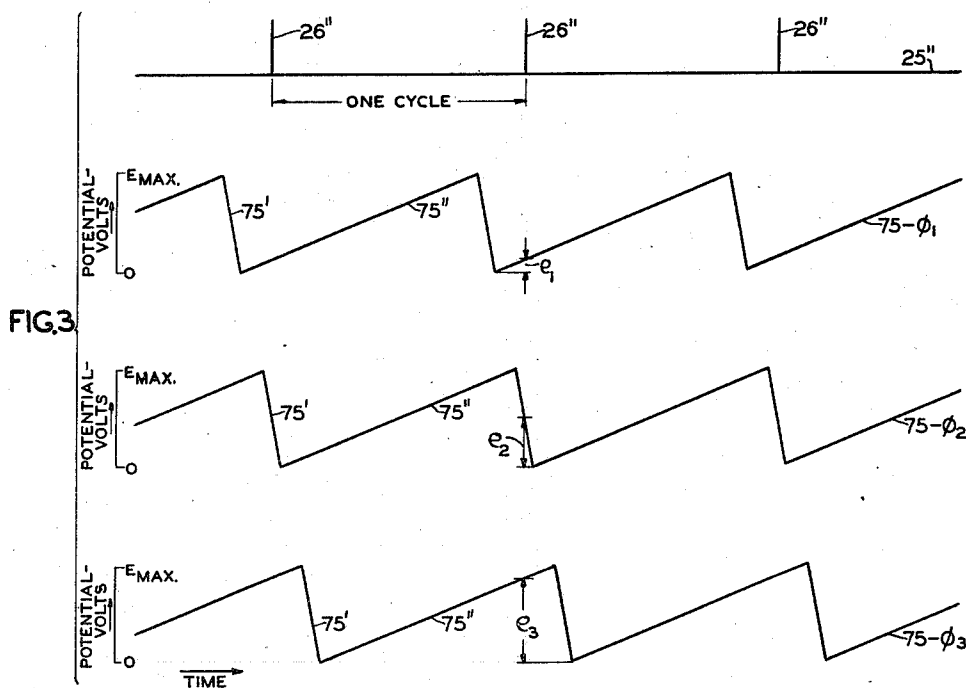 26" 26" 26"
25"
ONE CYCLE
POTENTIAL-
VOLTS
EMAX.
O
75'
75"
75-φ1
e1
FIG.3
POTENTIAL-
VOLTS
EMAX.
O
75'
75"
75-φ2
e2
POTENTIAL-
VOLTS
EMAX.
O
75'
75"
75-φ3
e3
TIME